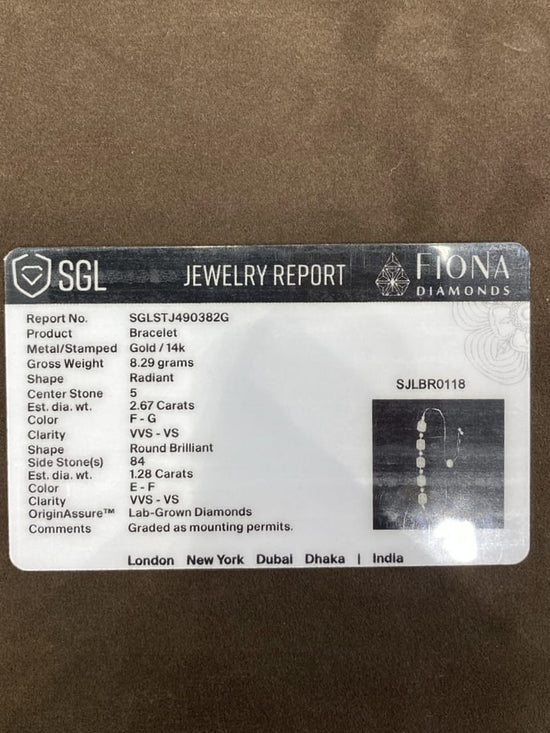 SGL JEWELRY REPORT FIONA
DIAMONDS
Report No. SGLSTJ490382G
Product Bracelet
Metal/Stamped Gold / 14k
Gross Weight 8.29 grams
Shape Radiant
Center Stone 5
Est. dia. wt. 2.67 Carats
Color F - G
Clarity VVS - VS
Shape Round Brilliant
Side Stone(s) 84
Est. dia. wt. 1.28 Carats
Color E - F
Clarity VVS - VS
OriginAssure™ Lab-Grown Diamonds
Comments Graded as mounting permits.
SJLBR0118
London New York Dubai Dhaka | India